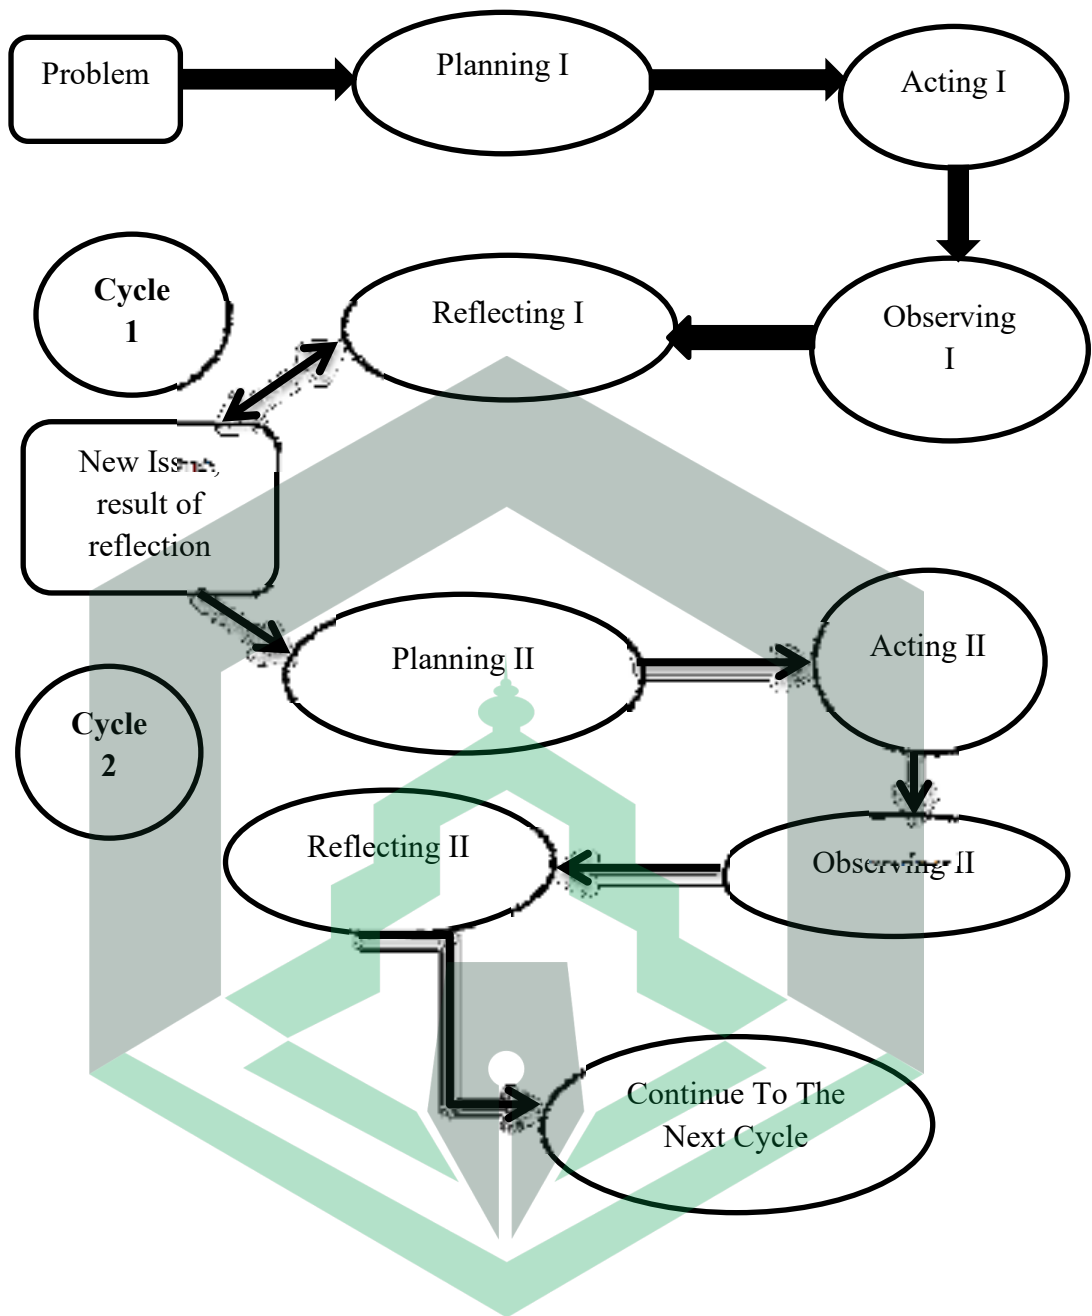 Problem
Planning I
Acting I
Cycle
1
Reflecting I
Observing
I
New
result of
reflection
Planning II
Acting II
Cycle
2
Reflecting II
Observing II
Continue To The
Next Cycle